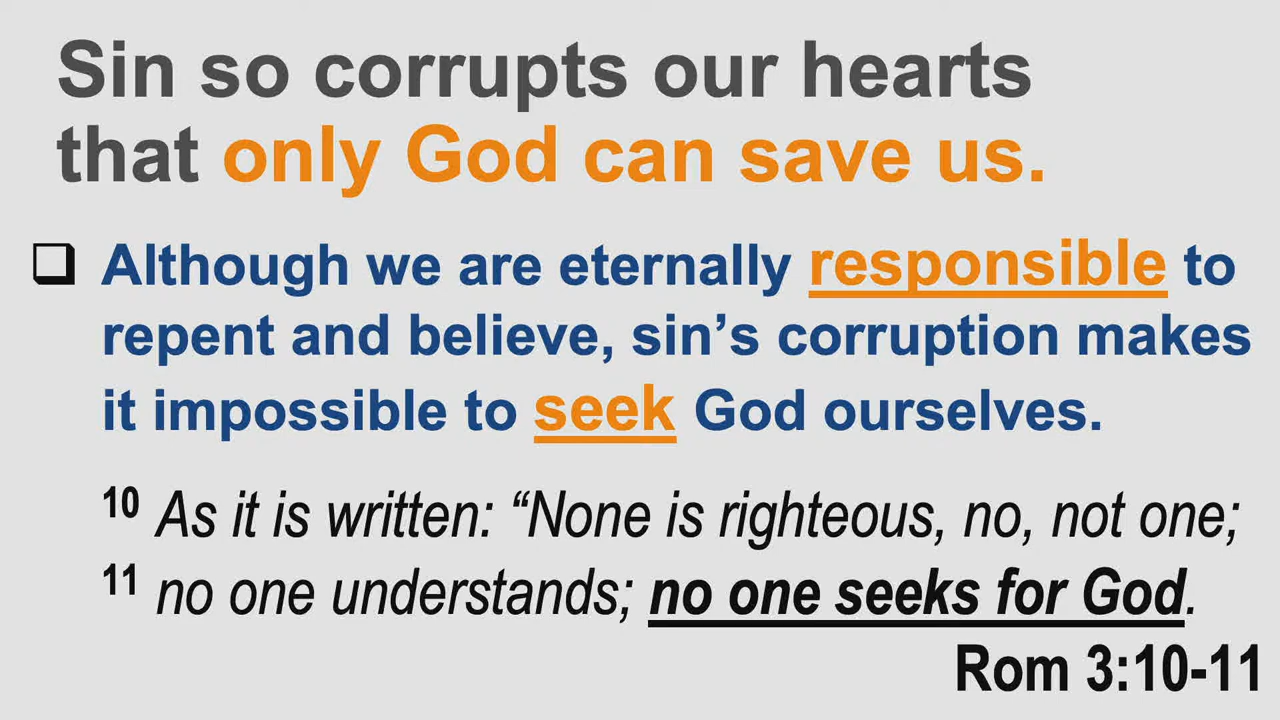 Sin so corrupts our hearts
that only God can save us.
❑ Although we are eternally responsible to
repent and believe, sin’s corruption makes
it impossible to seek God ourselves.
10 As it is written: “None is righteous, no, not one;
11 no one understands; no one seeks for God.
Rom 3:10-11